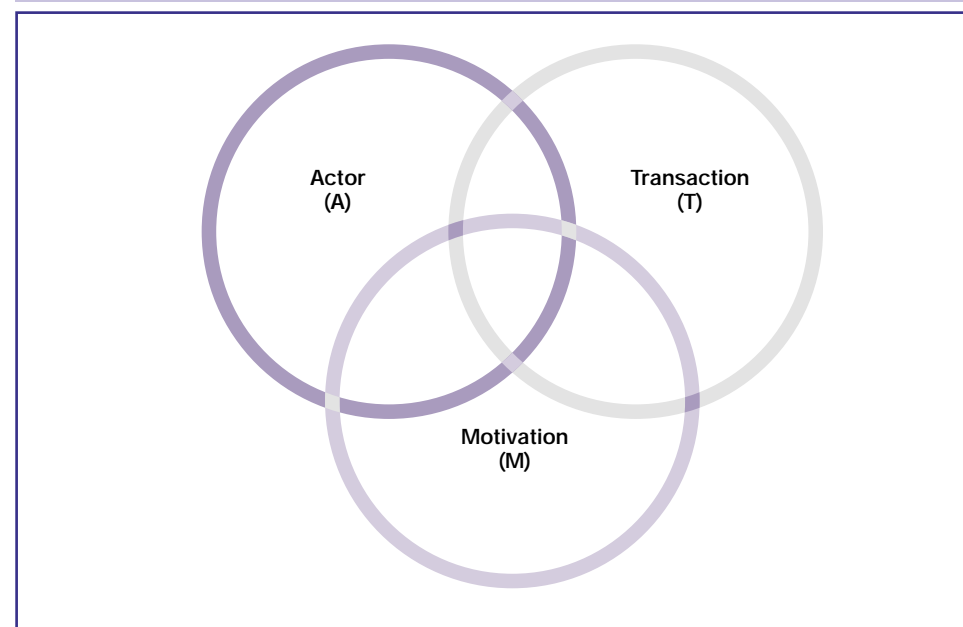 Actor
(A)
Transaction
(T)
Motivation
(M)